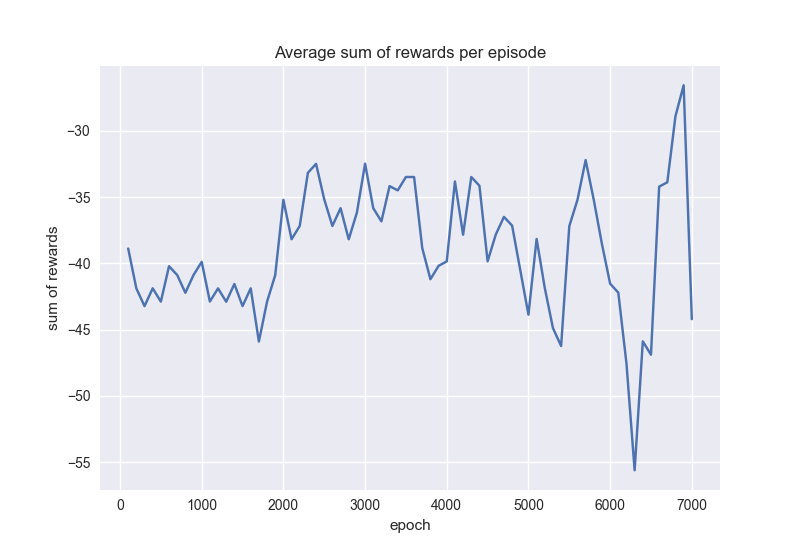 Average sum of rewards per episode
sum of rewards
−30
−35
−40
−45
−50
−55
0 1000 2000 3000 4000 5000 6000 7000
epoch